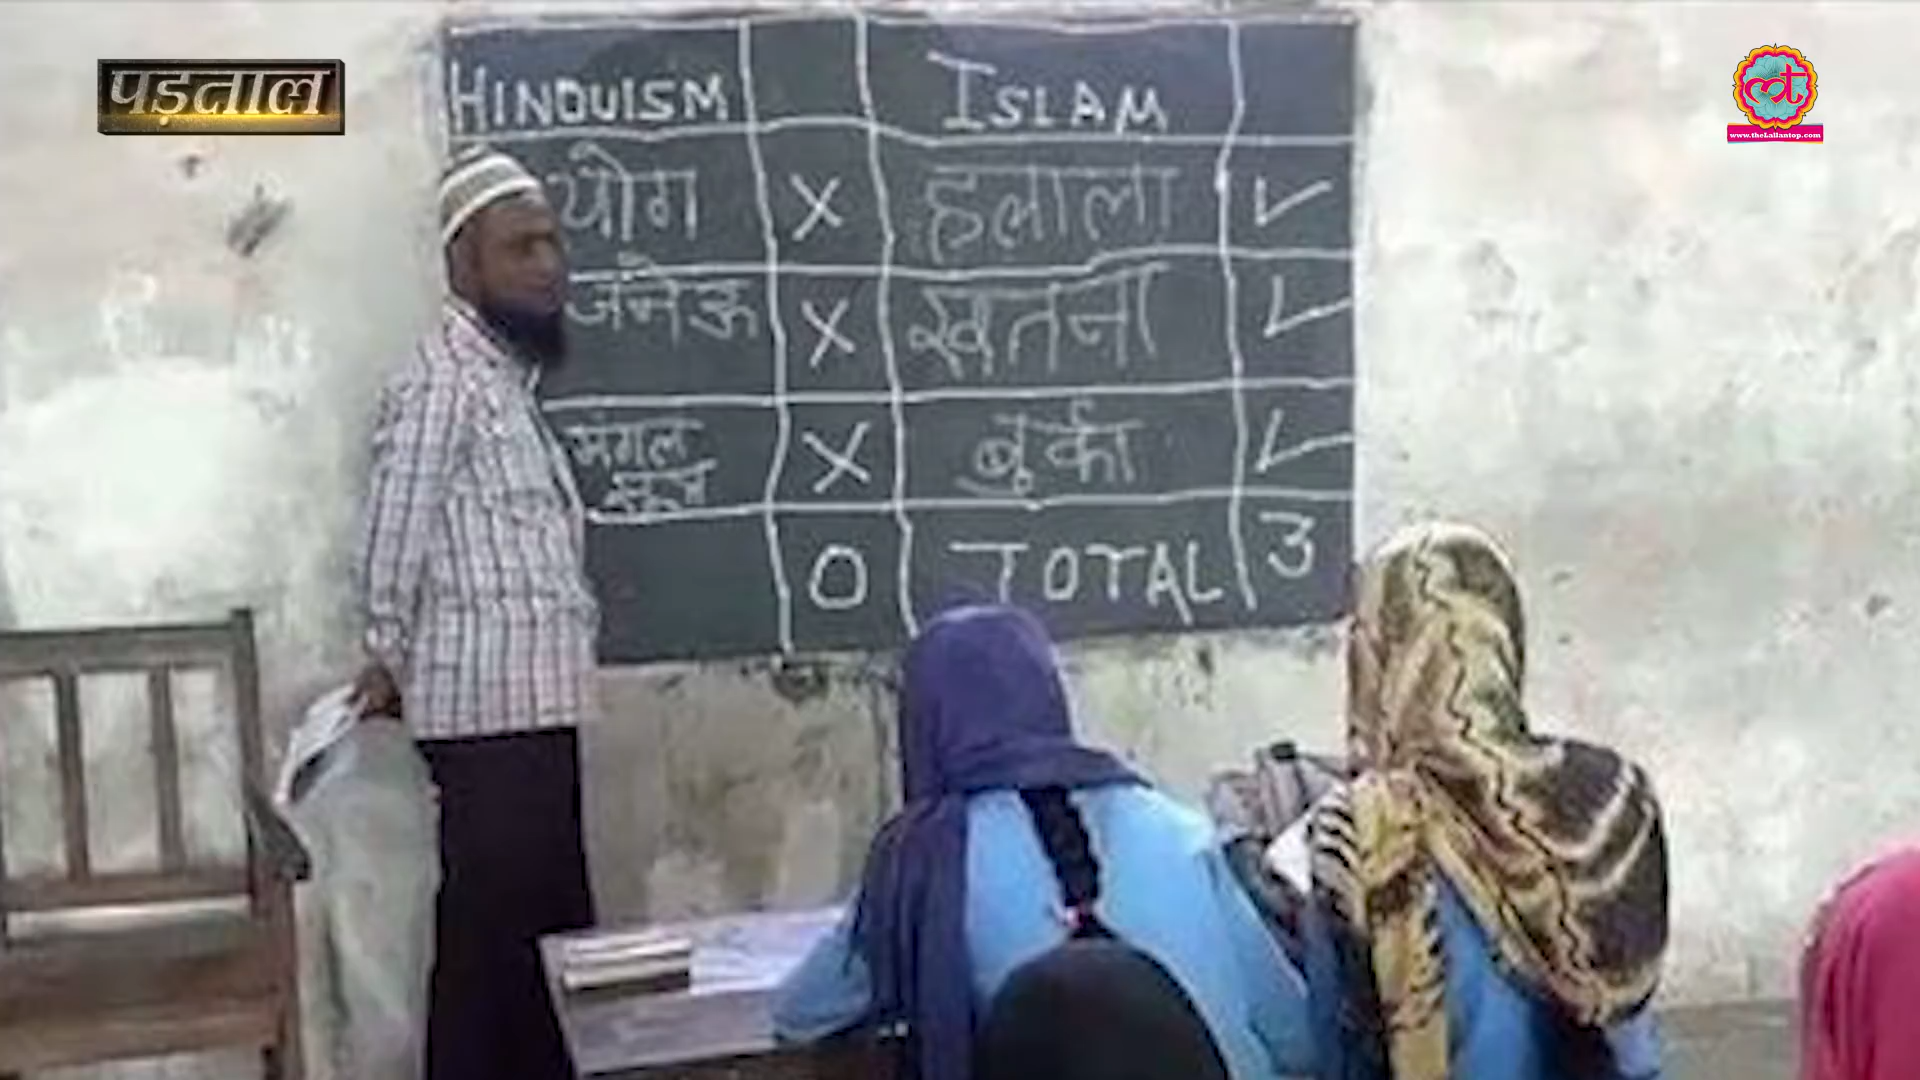 पड़ताल
www.theLallantop.com
HINDUISM ISLAM
योग X हलाला ✓
जनेऊ X खतना ✓
मंगल
सूत्र X बुर्का ✓
0 TOTAL 3